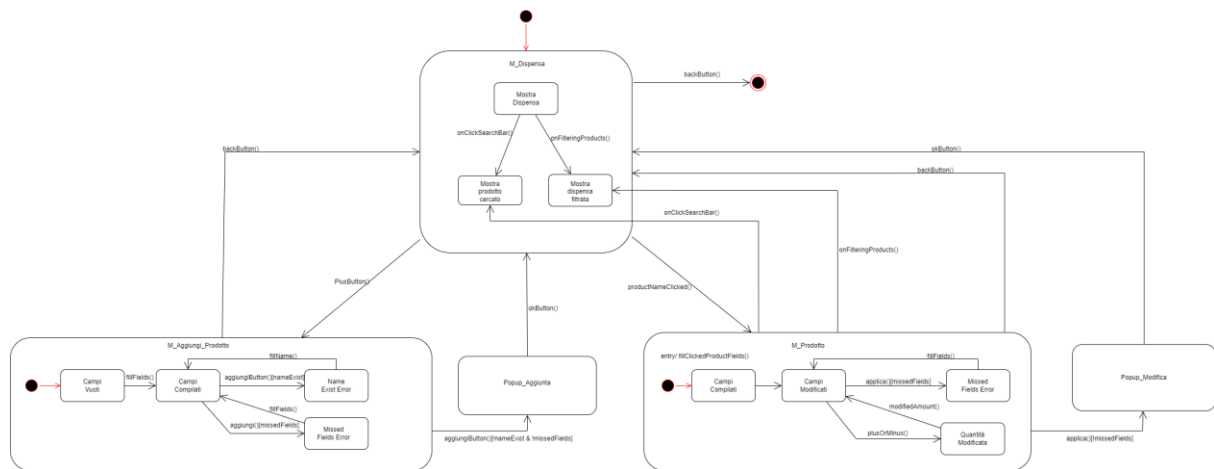 M_Dispensa
backButton()
Mostra
Dispensa
onClickSearchBar()
onFilteringProducts()
backButton()
okButton()
backButton()
Mostra
prodotto
cercato
Mostra
dispensa
filtrata
onClickSearchBar()
onFilteringProducts()
PlusButton()
productNameClicked()
okButton()
M_Aggiungi_Prodotto
Campi
Vuoti
fillFields()
Campi
Compilati
fillName()
aggiungiButton()[nameExist]
Name
Exist Error
fillFields()
aggiungi()[missedFields]
Missed
Fields Error
Popup_Aggiunta
aggiungiButton()[!nameExist & !missedFields]
M_Prodotto
entry/ fillClickedProductFields()
Campi
Compilati
Campi
Modificati
fillFields()
applica()[missedFields]
Missed
Fields Error
modifiedAmount()
plusOrMinus()
Quantità
Modificata
Popup_Modifica
applica()[!missedFields]